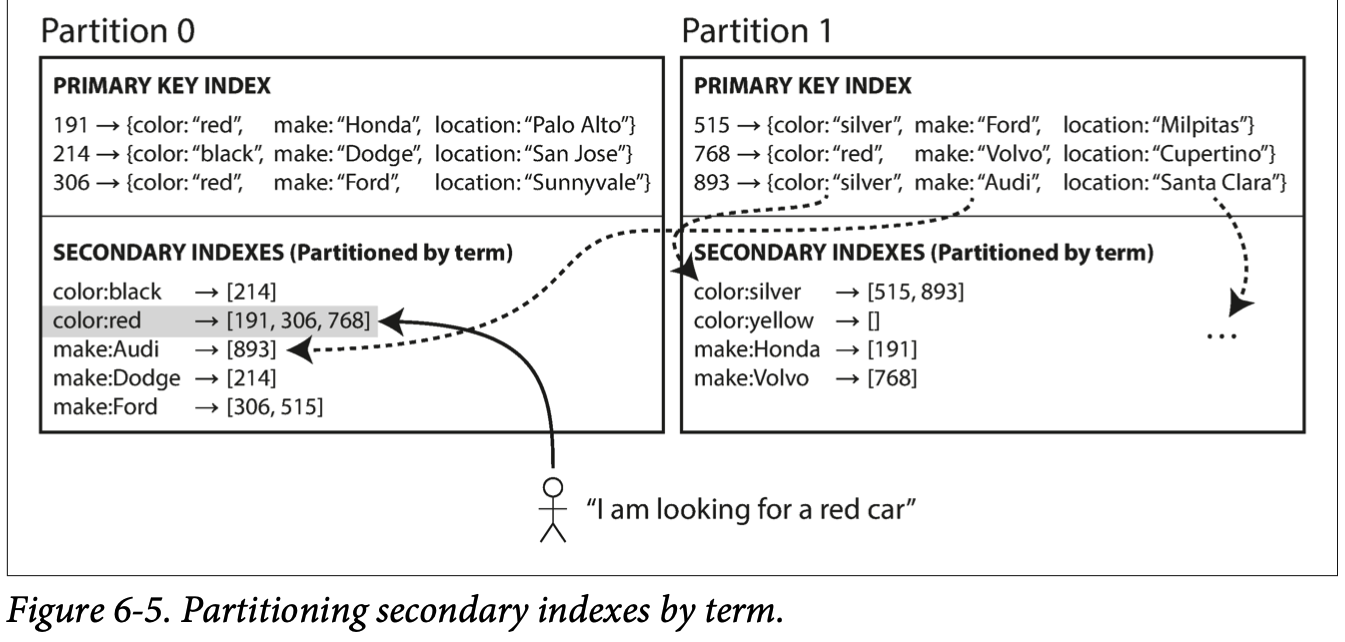 Partition 0
PRIMARY KEY INDEX
191 → {color: “red”, make: “Honda”, location: “Palo Alto”}
214 → {color: “black”, make: “Dodge”, location: “San Jose”}
306 → {color: “red”, make: “Ford”, location: “Sunnyvale”}
SECONDARY INDEXES (Partitioned by term)
color:black → [214]
color:red → [191, 306, 768]
make:Audi → [893]
make:Dodge → [214]
make:Ford → [306, 515]
Partition 1
PRIMARY KEY INDEX
515 → {color: “silver”, make: “Ford”, location: “Milpitas”}
768 → {color: “red”, make: “Volvo”, location: “Cupertino”}
893 → {color: “silver”, make: “Audi”, location: “Santa Clara”}
SECONDARY INDEXES (Partitioned by term)
color:silver → [515, 893]
color:yellow → []
make:Honda → [191]
make:Volvo → [768]
...
“I am looking for a red car”
Figure 6-5. Partitioning secondary indexes by term.